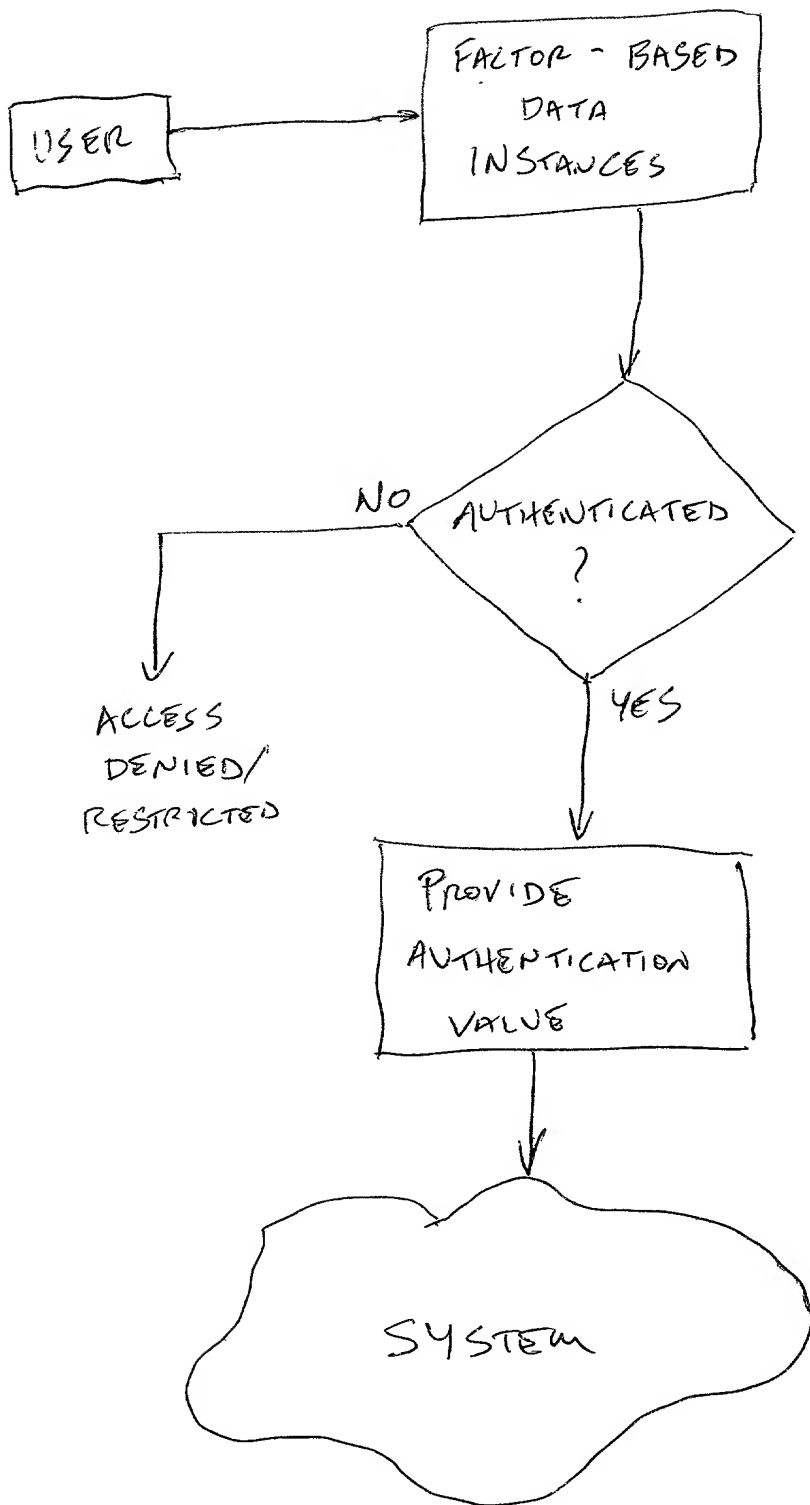 USER
FACTOR - BASED
DATA
INSTANCES
NO
AUTHENTICATED
?
YES
ACCESS
DENIED/
RESTRICTED
PROVIDE
AUTHENTICATION
VALUE
SYSTEM